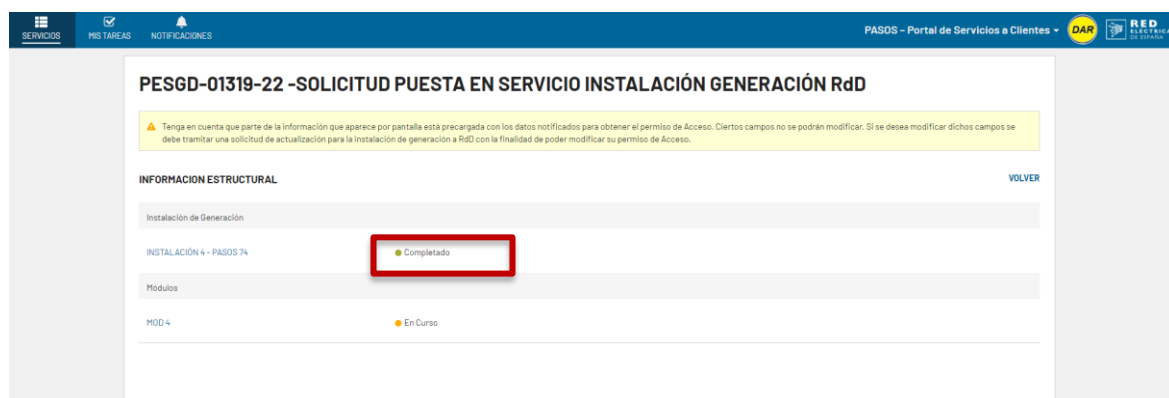 SERVICIOS MIS TAREAS NOTIFICACIONES PASOS - Portal de Servicios a Clientes DAR RED ELÉCTRICA DE ESPAÑA
PESGD-01319-22 -SOLICITUD PUESTA EN SERVICIO INSTALACIÓN GENERACIÓN RdD
Tenga en cuenta que parte de la información que aparece por pantalla está precargada con los datos notificados para obtener el permiso de Acceso. Ciertos campos no se podrán modificar. Si se desea modificar dichos campos se
debe tramitar una solicitud de actualización para la instalación de generación a RdD con la finalidad de poder modificar su permiso de Acceso.
INFORMACION ESTRUCTURAL VOLVER
Instalación de Generación
INSTALACIÓN 4 - PASOS 74 Completado
Módulos
MOD 4 En Curso